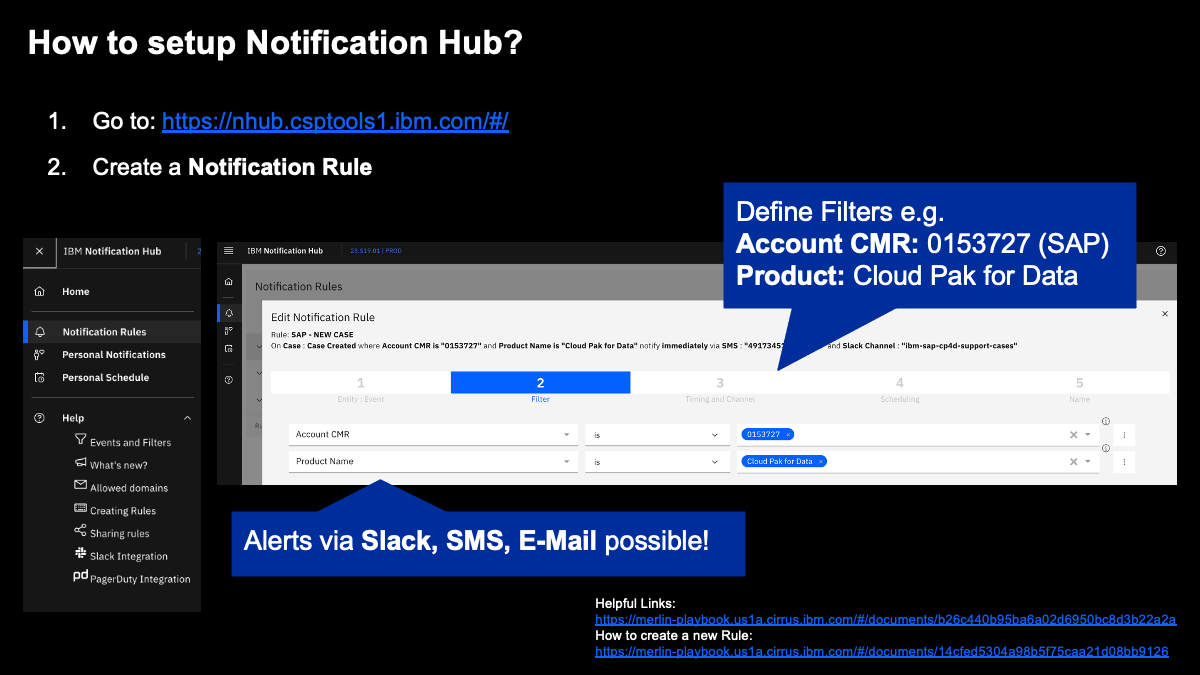 How to setup Notification Hub?
1. Go to: https://nhub.csptools1.ibm.com/#/
2. Create a Notification Rule
Define Filters e.g.
Account CMR: 0153727 (SAP)
Product: Cloud Pak for Data
IBM Notification Hub
2
Home
Notification Rules
Personal Notifications
Personal Schedule
Help
Events and Filters
What's new?
Allowed domains
Creating Rules
Sharing rules
Slack Integration
pd PagerDuty Integration
IBM Notification Hub 23.S19.01 | PROD
Notification Rules
Edit Notification Rule
Rule: SAP - NEW CASE
On Case : Case Created where Account CMR is "0153727" and Product Name is "Cloud Pak for Data" notify immediately via SMS : "4917345 and Slack Channel : "ibm-sap-cp4d-support-cases"
1 2 3 4 5
Entity : Event Filter Timing and Channel Scheduling Name
Account CMR is 0153727 ×
Product Name is Cloud Pak for Data ×
Ru
Alerts via Slack, SMS, E-Mail possible!
Helpful Links:
https://merlin-playbook.us1a.cirrus.ibm.com/#/documents/b26c440b95ba6a02d6950bc8d3b22a2a
How to create a new Rule:
https://merlin-playbook.us1a.cirrus.ibm.com/#/documents/14cfed5304a98b5f75caa21d08bb9126